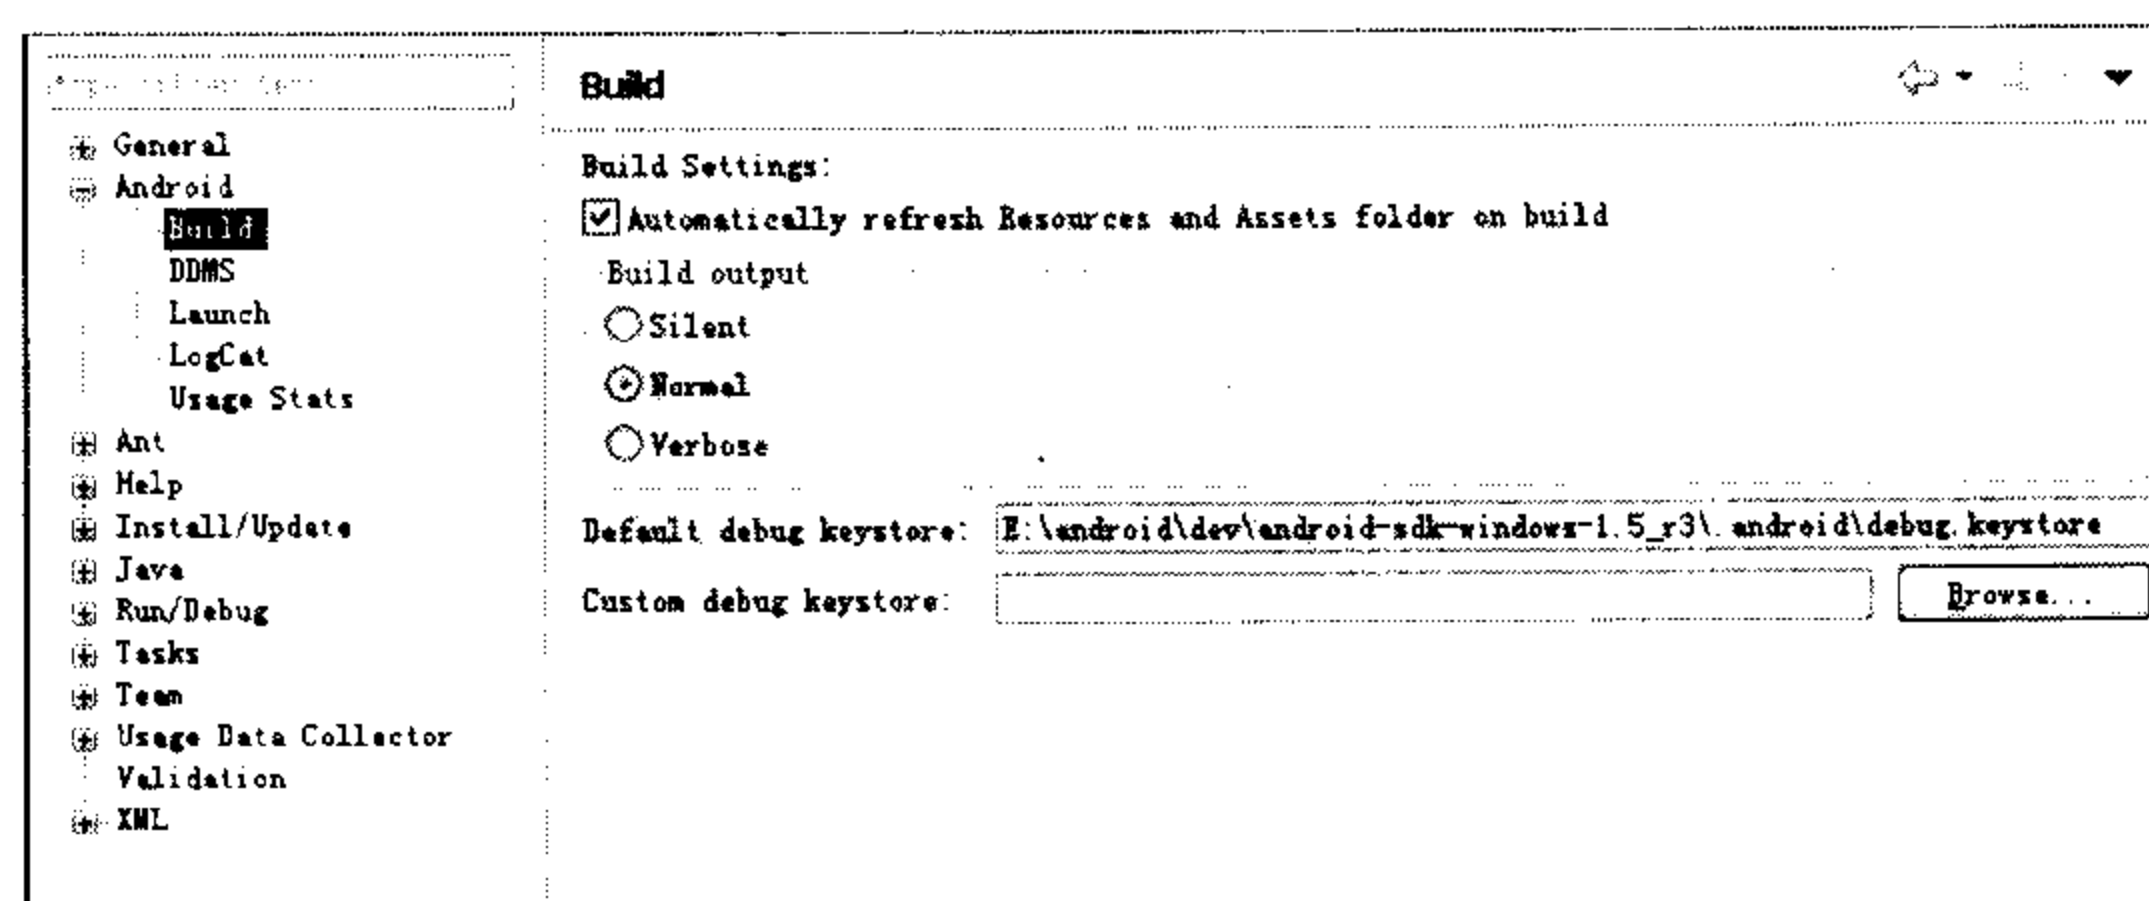 General
Android
Build
DDMS
Launch
LogCat
Usage Stats
Ant
Help
Install/Update
Java
Run/Debug
Tasks
Team
Usage Data Collector
Validation
XML
Build
Build Settings:
Automatically refresh Resources and Assets folder on build
Build output
Silent
Normal
Verbose
Default debug keystore: E:\android\dev\android-sdk-windows-1.5_r3\.android\debug.keystore
Custom debug keystore: Browse...